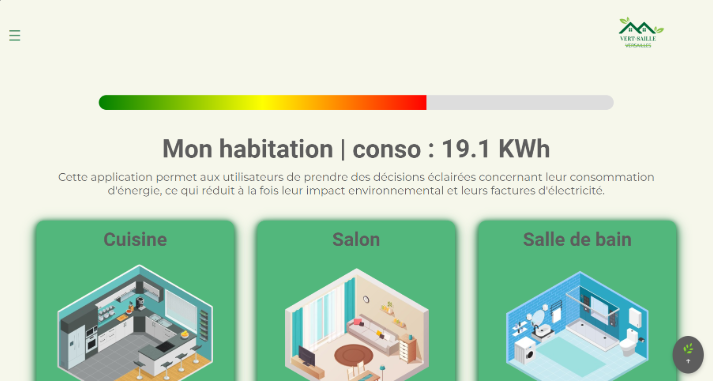 VERT-SAILLE
VERSAILLES
Mon habitation | conso : 19.1 KWh
Cette application permet aux utilisateurs de prendre des décisions éclairées concernant leur consommation
d'énergie, ce qui réduit à la fois leur impact environnemental et leurs factures d'électricité.
Cuisine
Salon
Salle de bain